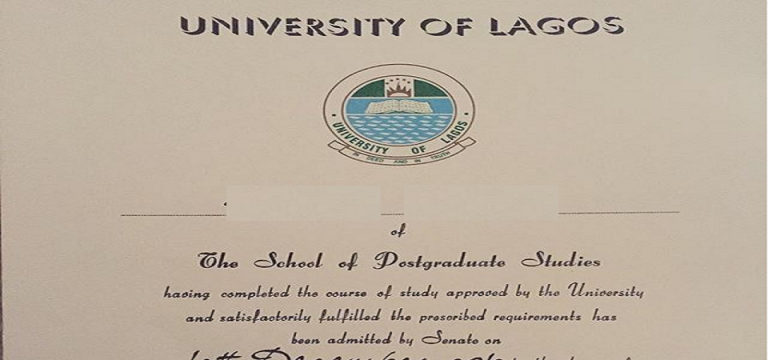 UNIVERSITY OF LAGOS
UNIVERSITY OF LAGOS
IN DEED AND IN TRUTH
of
The School of Postgraduate Studies
having completed the course of study approved by the University
and satisfactorily fulfilled the prescribed requirements has
been admitted by Senate on